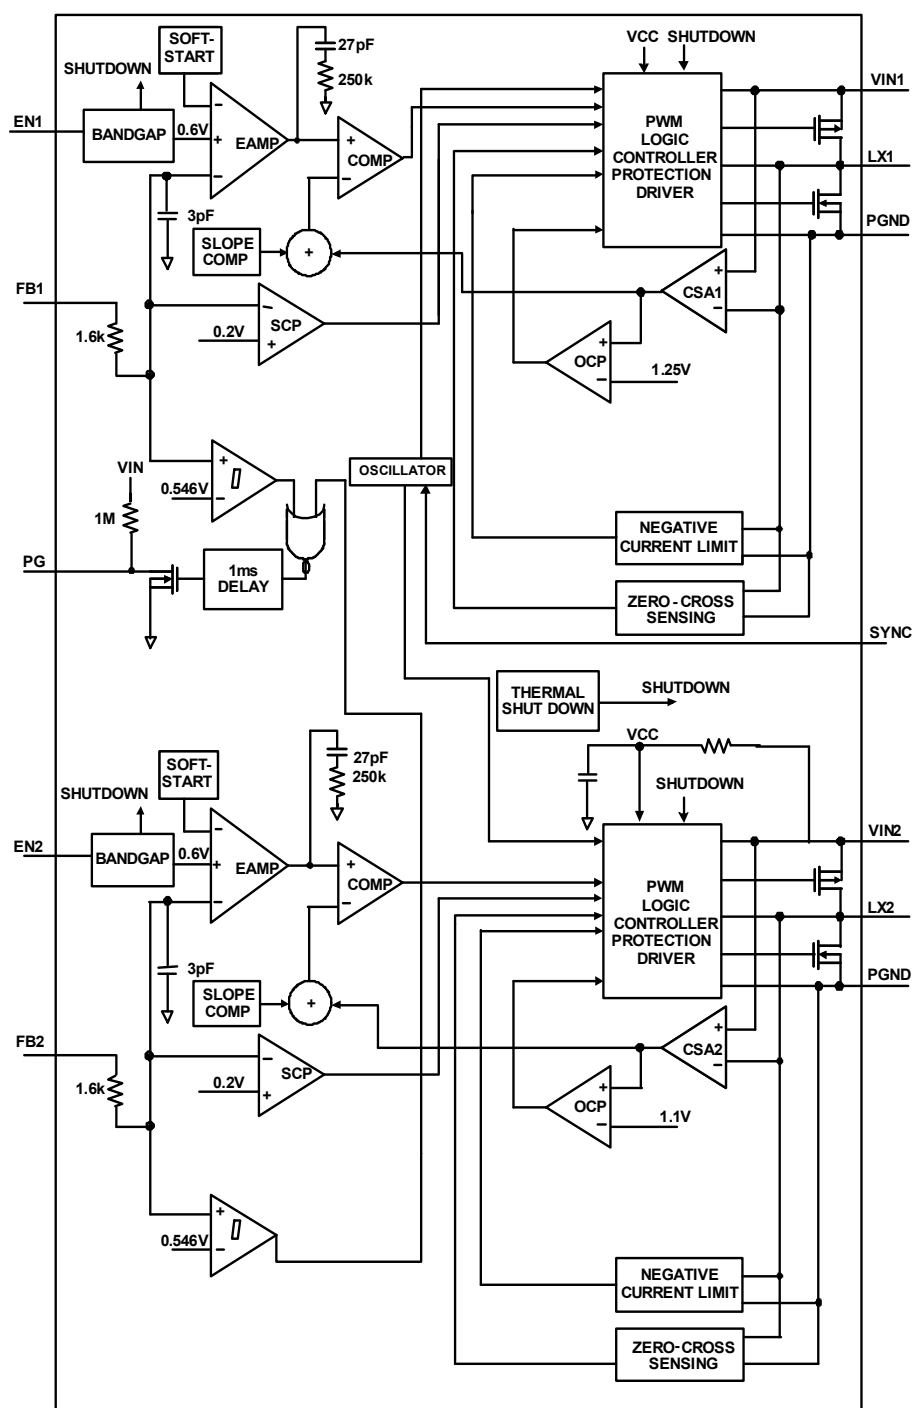 SOFT-
START
27pF
250k
SHUTDOWN
EN1
BANDGAP
0.6V
−
+
−
EAMP
+
−
COMP
3pF
SLOPE
COMP
+
FB1
1.6k
0.2V
−
+
SCP
VCC
SHUTDOWN
PWM
LOGIC
CONTROLLER
PROTECTION
DRIVER
VIN1
LX1
PGND
+
−
CSA1
+
−
OCP
1.25V
VIN
1M
0.546V
+
−
OSCILLATOR
PG
1ms
DELAY
NEGATIVE
CURRENT LIMIT
ZERO-CROSS
SENSING
SYNC
THERMAL
SHUT DOWN
SHUTDOWN
SOFT-
START
27pF
250k
SHUTDOWN
EN2
BANDGAP
0.6V
−
+
−
EAMP
+
−
COMP
3pF
SLOPE
COMP
+
FB2
1.6k
0.2V
−
+
SCP
VCC
SHUTDOWN
PWM
LOGIC
CONTROLLER
PROTECTION
DRIVER
VIN2
LX2
PGND
+
−
CSA2
+
−
OCP
1.1V
0.546V
+
−
NEGATIVE
CURRENT LIMIT
ZERO-CROSS
SENSING